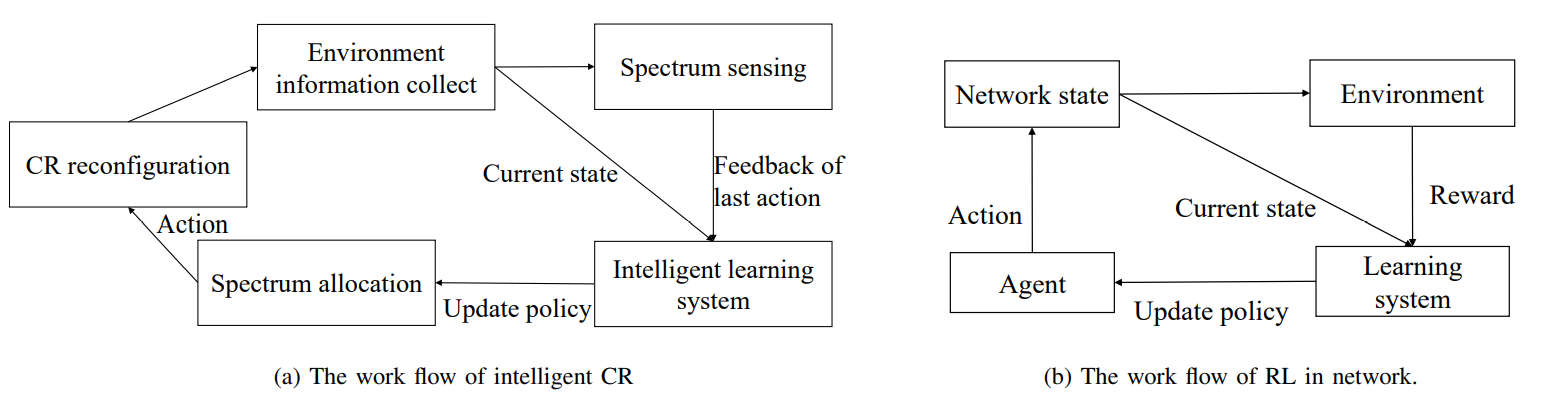 Environment
information collect
Spectrum sensing
CR reconfiguration
Current state
Feedback of
last action
Action
Spectrum allocation
Intelligent learning
system
Update policy
(a) The work flow of intelligent CR
Network state
Environment
Action
Current state
Reward
Agent
Learning
system
Update policy
(b) The work flow of RL in network.